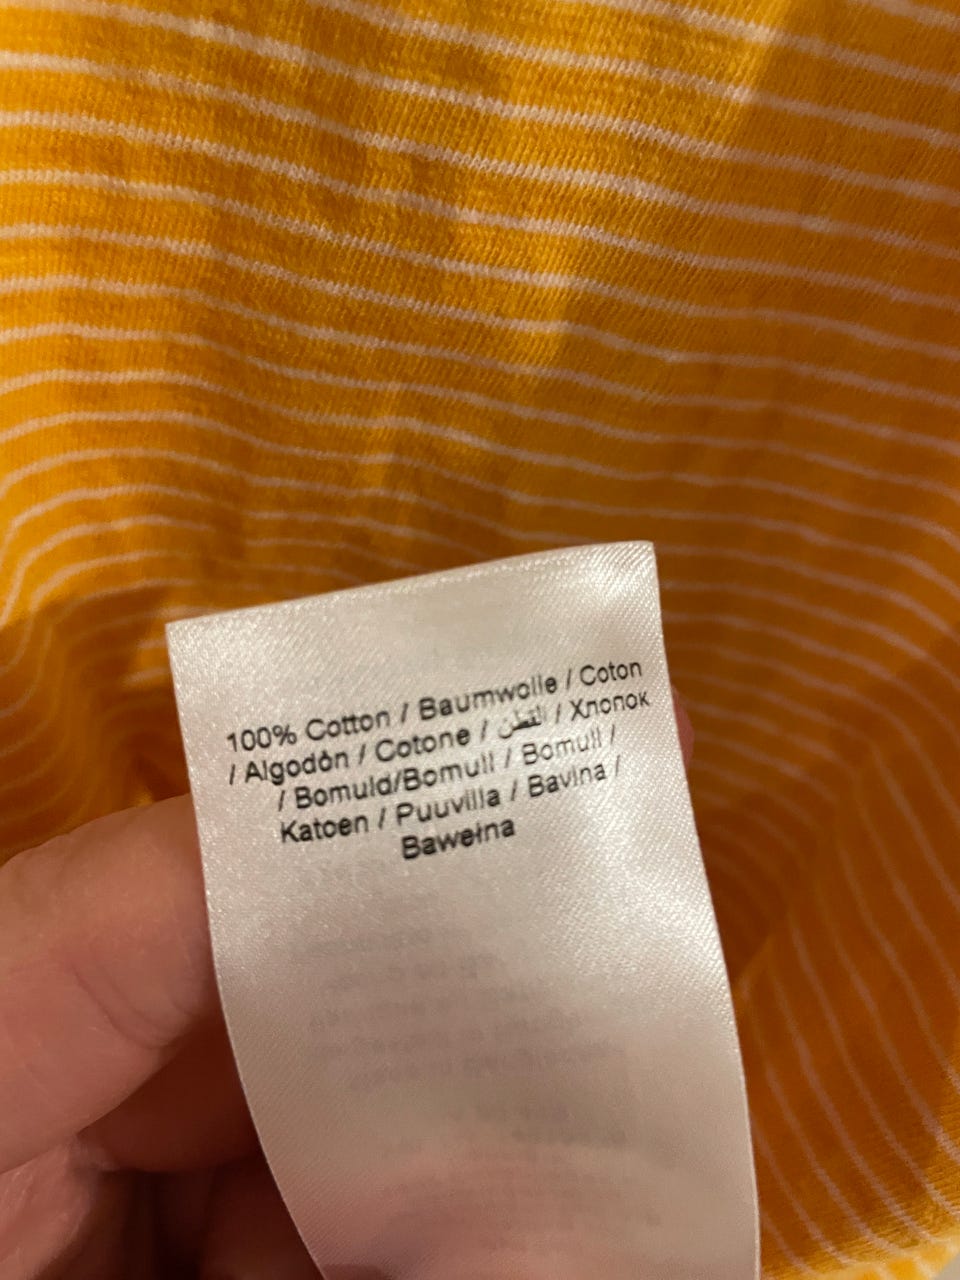 100% Cotton / Baumwolle / Coton
/ Algodón / Cotone / القطن / Хлопок
/ Bomuld/Bomull / Bomull /
Katoen / Puuvilla / Bavlna /
Bawełna